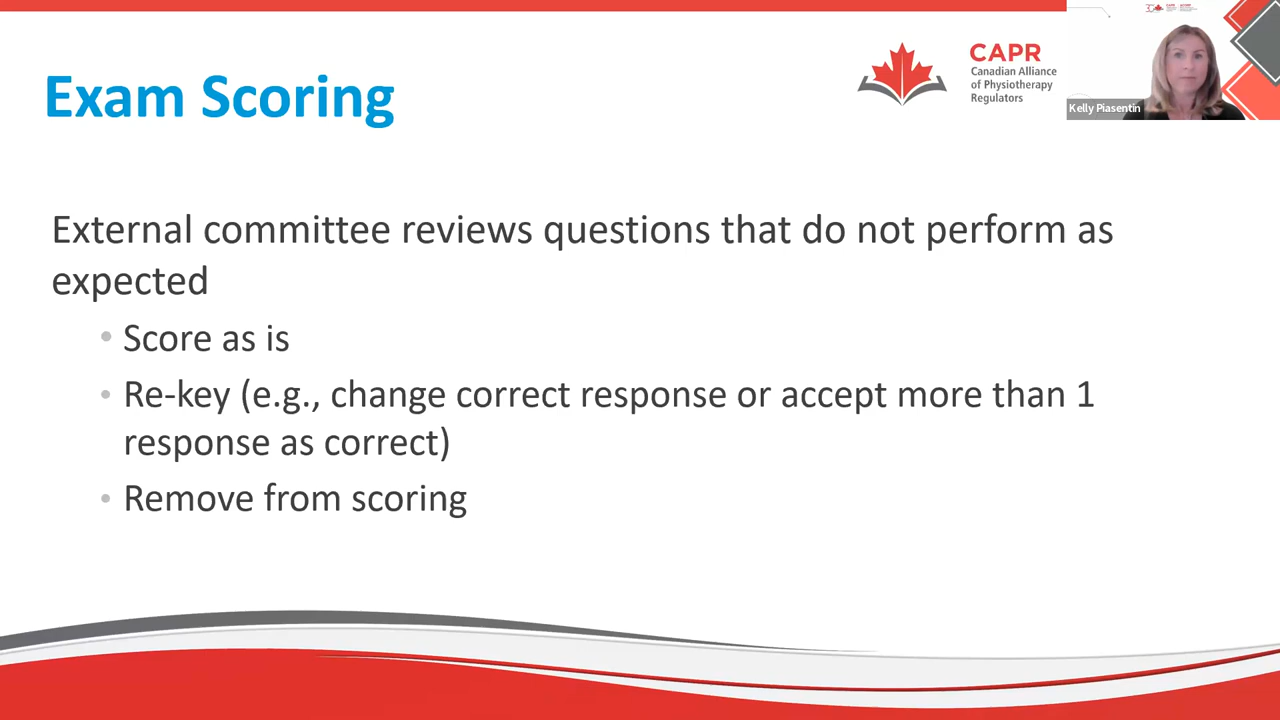 Exam Scoring
CAPR
Canadian Alliance
of Physiotherapy
Regulators
Kelly Piasentin
External committee reviews questions that do not perform as
expected
• Score as is
• Re-key (e.g., change correct response or accept more than 1
response as correct)
• Remove from scoring